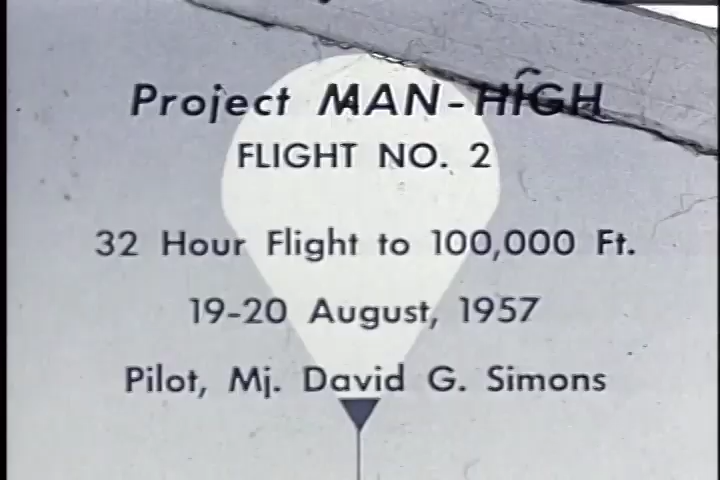 Project MAN-HIGH
FLIGHT NO. 2
32 Hour Flight to 100,000 Ft.
19-20 August, 1957
Pilot, Mj. David G. Simons